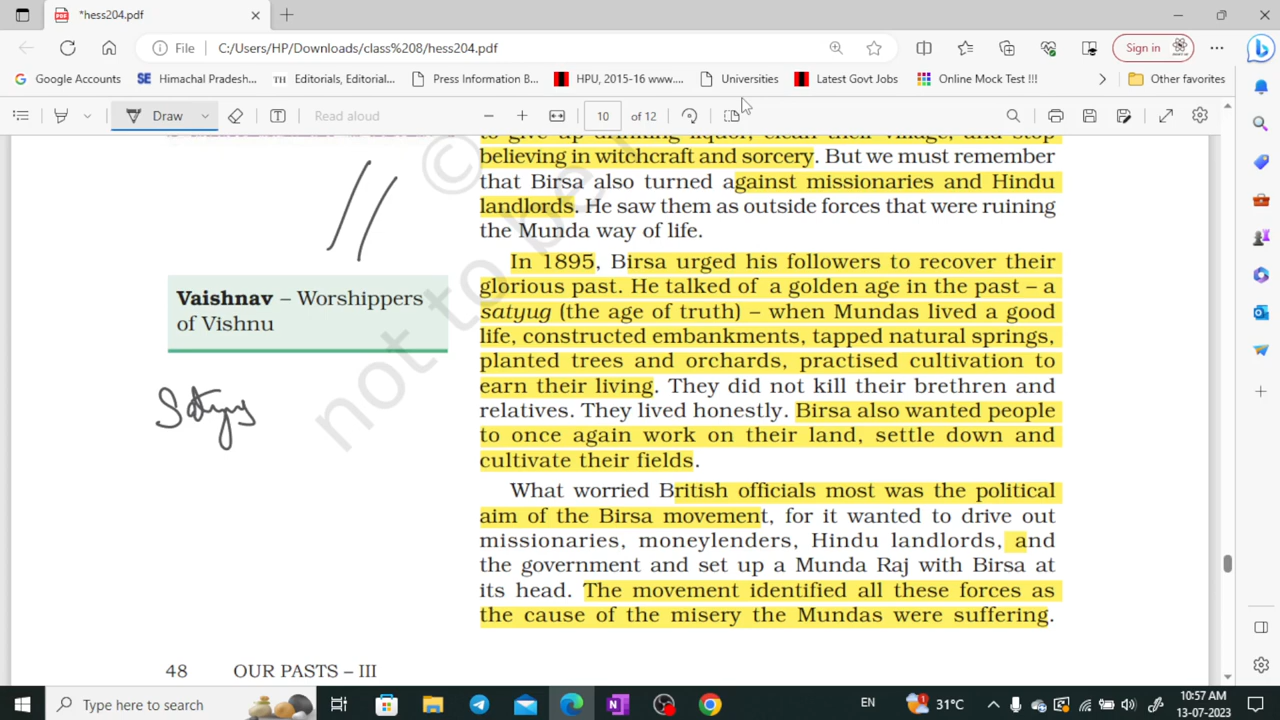 *hess204.pdf
File
C:/Users/HP/Downloads/class%208/hess204.pdf
Sign in
Google Accounts
SE Himachal Pradesh...
TH Editorials, Editorial...
Press Information B...
HPU, 2015-16 www....
Universities
Latest Govt Jobs
Online Mock Test !!!
Other favorites
Draw
Read aloud
10 of 12
believing in witchcraft and sorcery. But we must remember
that Birsa also turned against missionaries and Hindu
landlords. He saw them as outside forces that were ruining
the Munda way of life.
In 1895, Birsa urged his followers to recover their
glorious past. He talked of a golden age in the past – a
satyug (the age of truth) – when Mundas lived a good
life, constructed embankments, tapped natural springs,
planted trees and orchards, practised cultivation to
earn their living. They did not kill their brethren and
relatives. They lived honestly. Birsa also wanted people
to once again work on their land, settle down and
cultivate their fields.
What worried British officials most was the political
aim of the Birsa movement, for it wanted to drive out
missionaries, moneylenders, Hindu landlords, and
the government and set up a Munda Raj with Birsa at
its head. The movement identified all these forces as
the cause of the misery the Mundas were suffering.
Vaishnav – Worshippers
of Vishnu
Satyug
© not to be r
48 OUR PASTS – III
Type here to search
EN
1
31°C
10:57 AM
13-07-2023